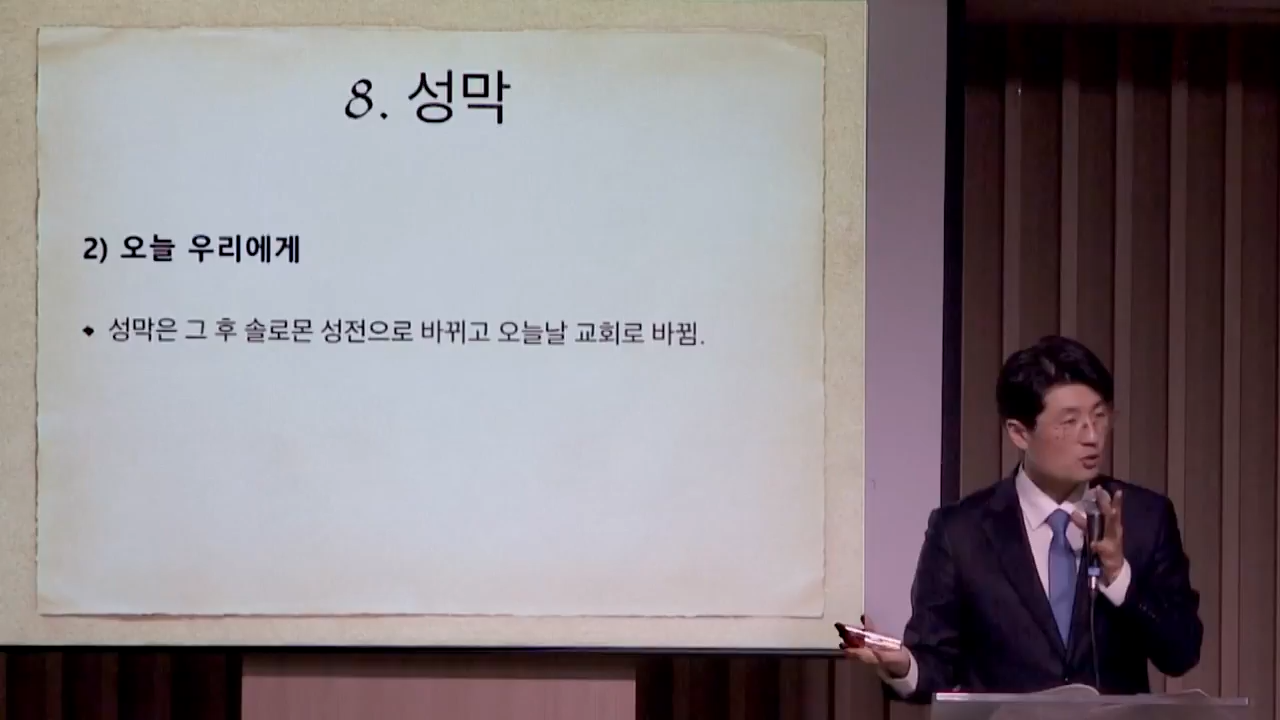 8. 성막
2) 오늘 우리에게
◆ 성막은 그 후 솔로몬 성전으로 바뀌고 오늘날 교회로 바뀜.